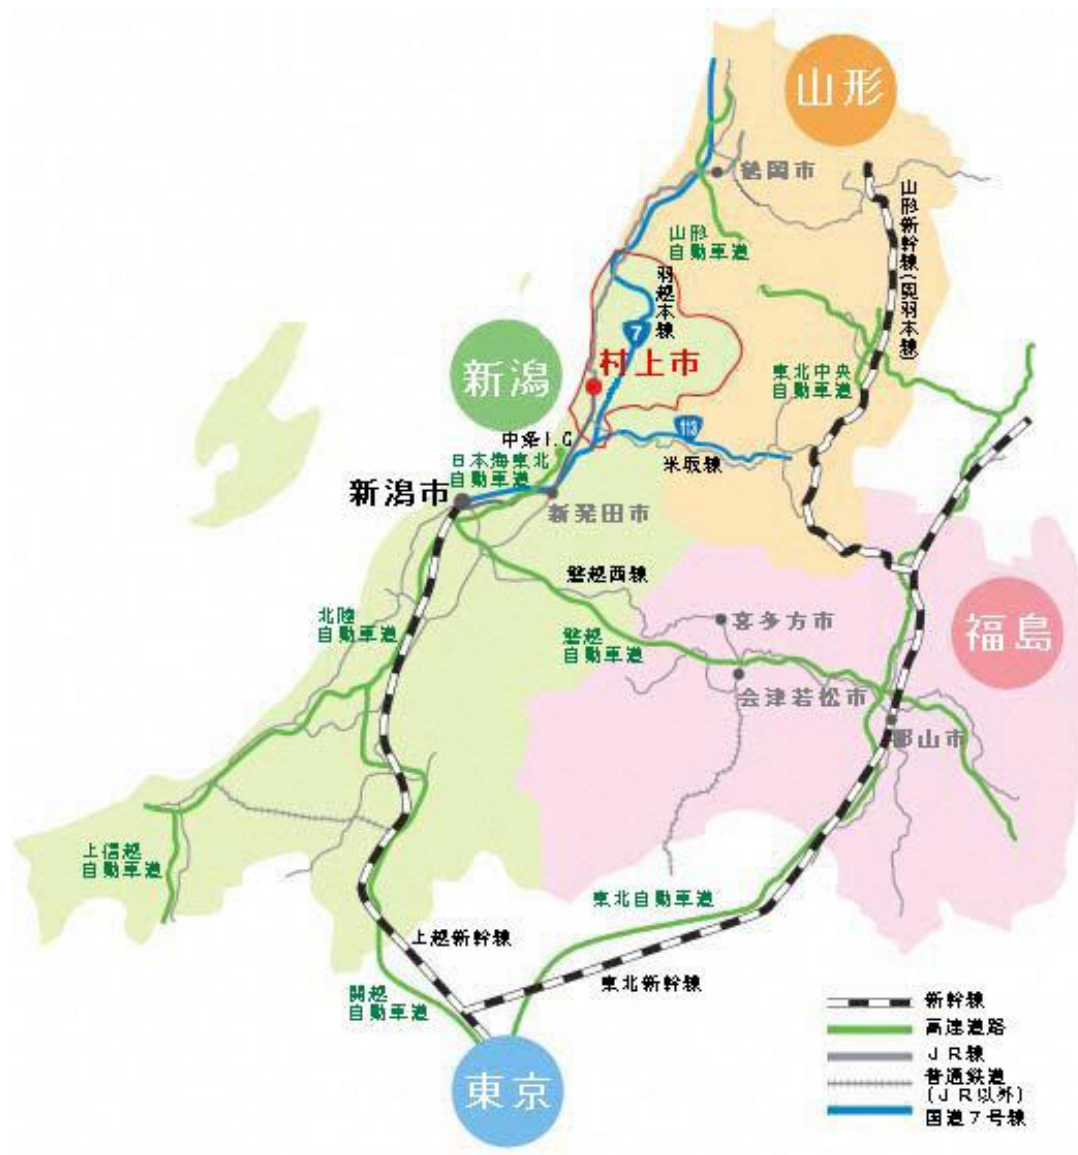 山形
鶴岡市
山形新幹線(奥羽本線)
山形
自動車道
羽越本線
7
村上市
新潟
東北中央
自動車道
113
中条I.C
米坂線
日本海東北
自動車道
新潟市
新発田市
磐越西線
北陸
自動車道
喜多方市
福島
磐越
自動車道
会津若松市
郡山市
上信越
自動車道
東北自動車道
上越新幹線
東北新幹線
関越
自動車道
東京
新幹線
高速道路
JR線
普通鉄道
(JR以外)
国道7号線